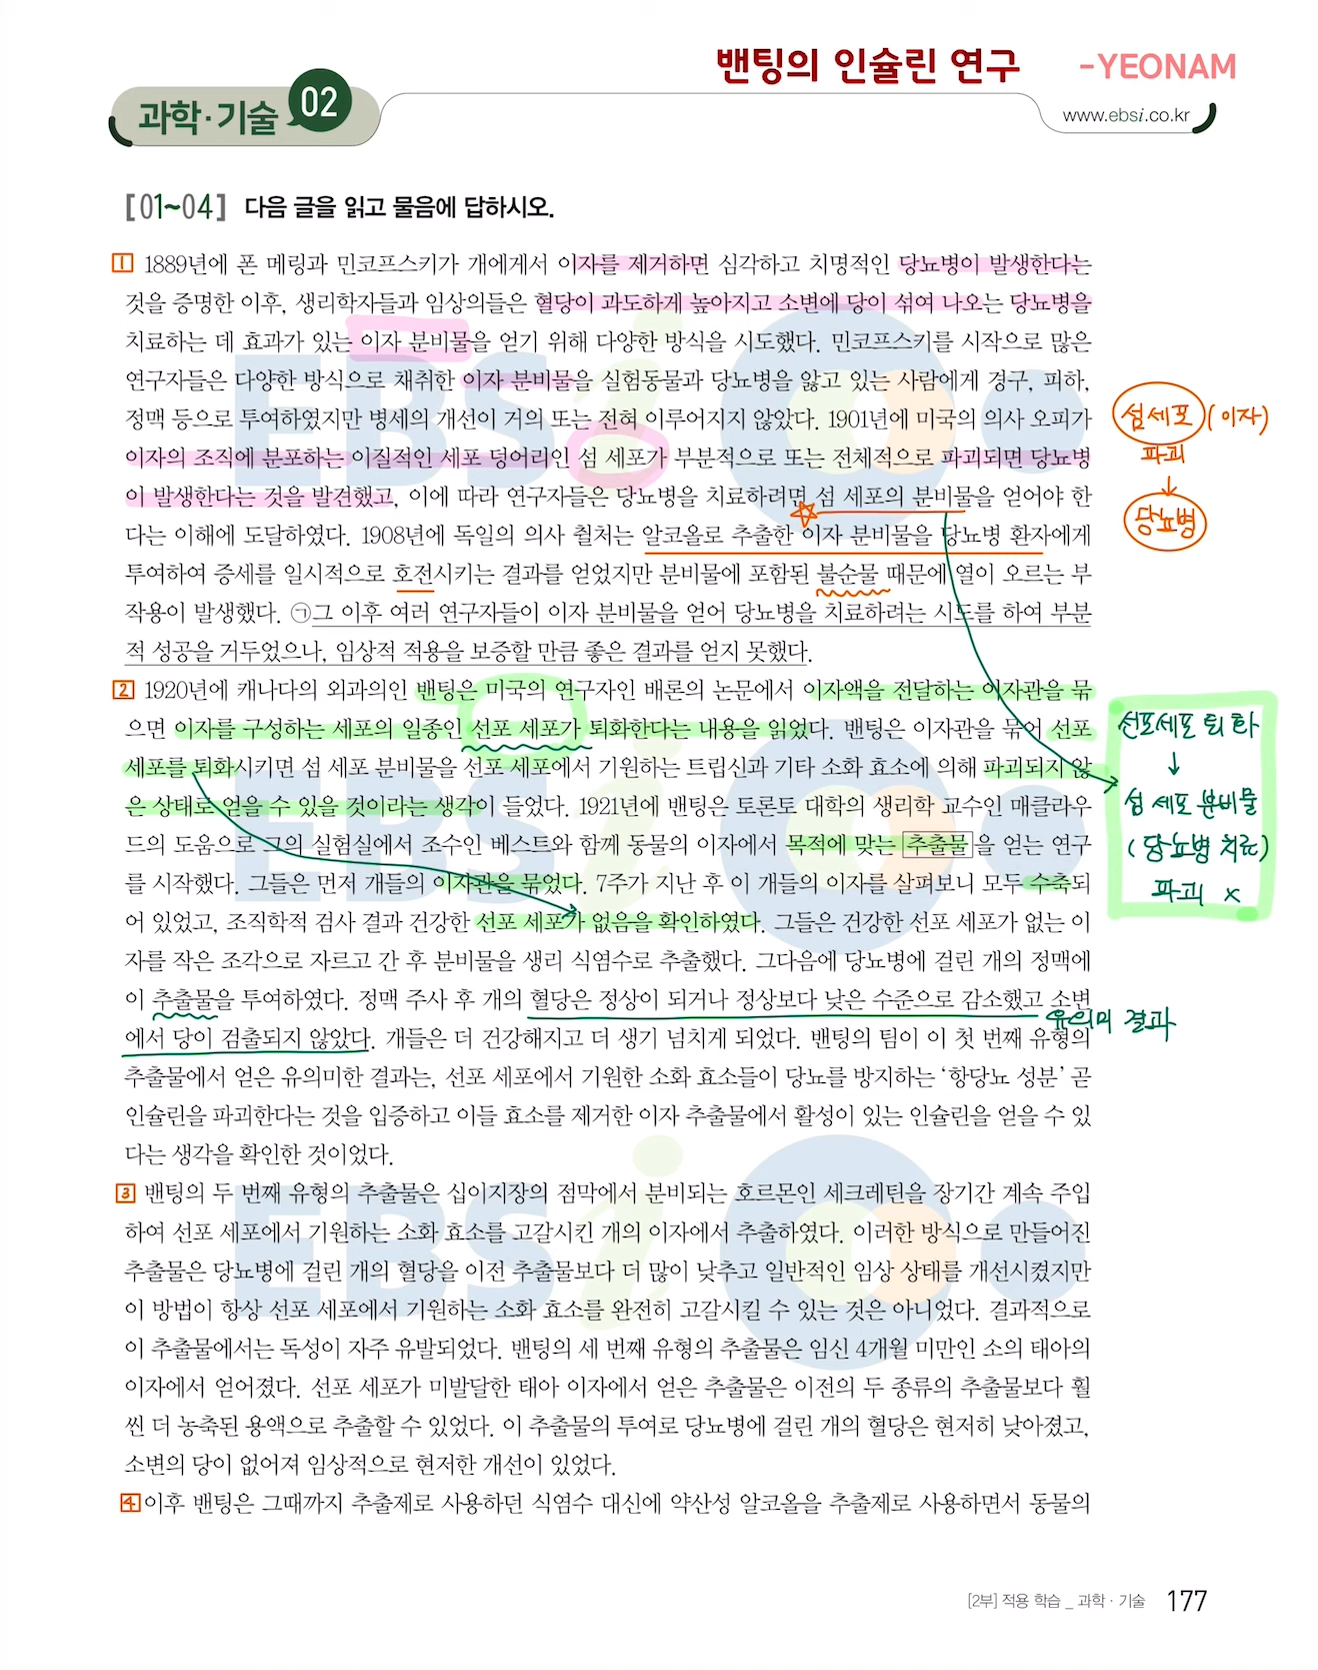 밴팅의 인슐린 연구 -YEONAM
과학·기술 02
www.ebsi.co.kr
[01~04] 다음 글을 읽고 물음에 답하시오.
1 1889년에 폰 메링과 민코프스키가 개에게서 이자를 제거하면 심각하고 치명적인 당뇨병이 발생한다는
것을 증명한 이후, 생리학자들과 임상의들은 혈당이 과도하게 높아지고 소변에 당이 섞여 나오는 당뇨병을
치료하는 데 효과가 있는 이자 분비물을 얻기 위해 다양한 방식을 시도했다. 민코프스키를 시작으로 많은
연구자들은 다양한 방식으로 채취한 이자 분비물을 실험동물과 당뇨병을 앓고 있는 사람에게 경구, 피하,
정맥 등으로 투여하였지만 병세의 개선이 거의 또는 전혀 이루어지지 않았다. 1901년에 미국의 의사 오피가
이자의 조직에 분포하는 이질적인 세포 덩어리인 섬 세포가 부분적으로 또는 전체적으로 파괴되면 당뇨병
이 발생한다는 것을 발견했고, 이에 따라 연구자들은 당뇨병을 치료하려면 섬 세포의 분비물을 얻어야 한
다는 이해에 도달하였다. 1908년에 독일의 의사 췰처는 알코올로 추출한 이자 분비물을 당뇨병 환자에게
투여하여 증세를 일시적으로 호전시키는 결과를 얻었지만 분비물에 포함된 불순물 때문에 열이 오르는 부
작용이 발생했다. ㉠그 이후 여러 연구자들이 이자 분비물을 얻어 당뇨병을 치료하려는 시도를 하여 부분
적 성공을 거두었으나, 임상적 적용을 보증할 만큼 좋은 결과를 얻지 못했다.
섬세포 (이자)
파괴
↓
당뇨병
2 1920년에 캐나다의 외과의인 밴팅은 미국의 연구자인 배론의 논문에서 이자액을 전달하는 이자관을 묶
으면 이자를 구성하는 세포의 일종인 선포 세포가 퇴화한다는 내용을 읽었다. 밴팅은 이자관을 묶어 선포
세포를 퇴화시키면 섬 세포 분비물을 선포 세포에서 기원하는 트립신과 기타 소화 효소에 의해 파괴되지 않
은 상태로 얻을 수 있을 것이라는 생각이 들었다. 1921년에 밴팅은 토론토 대학의 생리학 교수인 매클라우
드의 도움으로 그의 실험실에서 조수인 베스트와 함께 동물의 이자에서 목적에 맞는 추출물을 얻는 연구
를 시작했다. 그들은 먼저 개들의 이자관을 묶었다. 7주가 지난 후 이 개들의 이자를 살펴보니 모두 수축되
어 있었고, 조직학적 검사 결과 건강한 선포 세포가 없음을 확인하였다. 그들은 건강한 선포 세포가 없는 이
자를 작은 조각으로 자르고 간 후 분비물을 생리 식염수로 추출했다. 그다음에 당뇨병에 걸린 개의 정맥에
이 추출물을 투여하였다. 정맥 주사 후 개의 혈당은 정상이 되거나 정상보다 낮은 수준으로 감소했고 소변
에서 당이 검출되지 않았다. 개들은 더 건강해지고 더 생기 넘치게 되었다. 밴팅의 팀이 이 첫 번째 유형의
추출물에서 얻은 유의미한 결과는, 선포 세포에서 기원한 소화 효소들이 당뇨를 방지하는 ‘항당뇨 성분’ 곧
인슐린을 파괴한다는 것을 입증하고 이들 효소를 제거한 이자 추출물에서 활성이 있는 인슐린을 얻을 수 있
다는 생각을 확인한 것이었다.
선포세포 퇴화
↓
섬 세포 분비물
(당뇨병 치료)
파괴 x
유의미 결과
3 밴팅의 두 번째 유형의 추출물은 십이지장의 점막에서 분비되는 호르몬인 세크레틴을 장기간 계속 주입
하여 선포 세포에서 기원하는 소화 효소를 고갈시킨 개의 이자에서 추출하였다. 이러한 방식으로 만들어진
추출물은 당뇨병에 걸린 개의 혈당을 이전 추출물보다 더 많이 낮추고 일반적인 임상 상태를 개선시켰지만
이 방법이 항상 선포 세포에서 기원하는 소화 효소를 완전히 고갈시킬 수 있는 것은 아니었다. 결과적으로
이 추출물에서는 독성이 자주 유발되었다. 밴팅의 세 번째 유형의 추출물은 임신 4개월 미만인 소의 태아의
이자에서 얻어졌다. 선포 세포가 미발달한 태아 이자에서 얻은 추출물은 이전의 두 종류의 추출물보다 훨
씬 더 농축된 용액으로 추출할 수 있었다. 이 추출물의 투여로 당뇨병에 걸린 개의 혈당은 현저히 낮아졌고,
소변의 당이 없어져 임상적으로 현저한 개선이 있었다.
4 이후 밴팅은 그때까지 추출제로 사용하던 식염수 대신에 약산성 알코올을 추출제로 사용하면서 동물의
[2부] 적용 학습 _ 과학·기술 177
EBSi
EBSi
EBSi